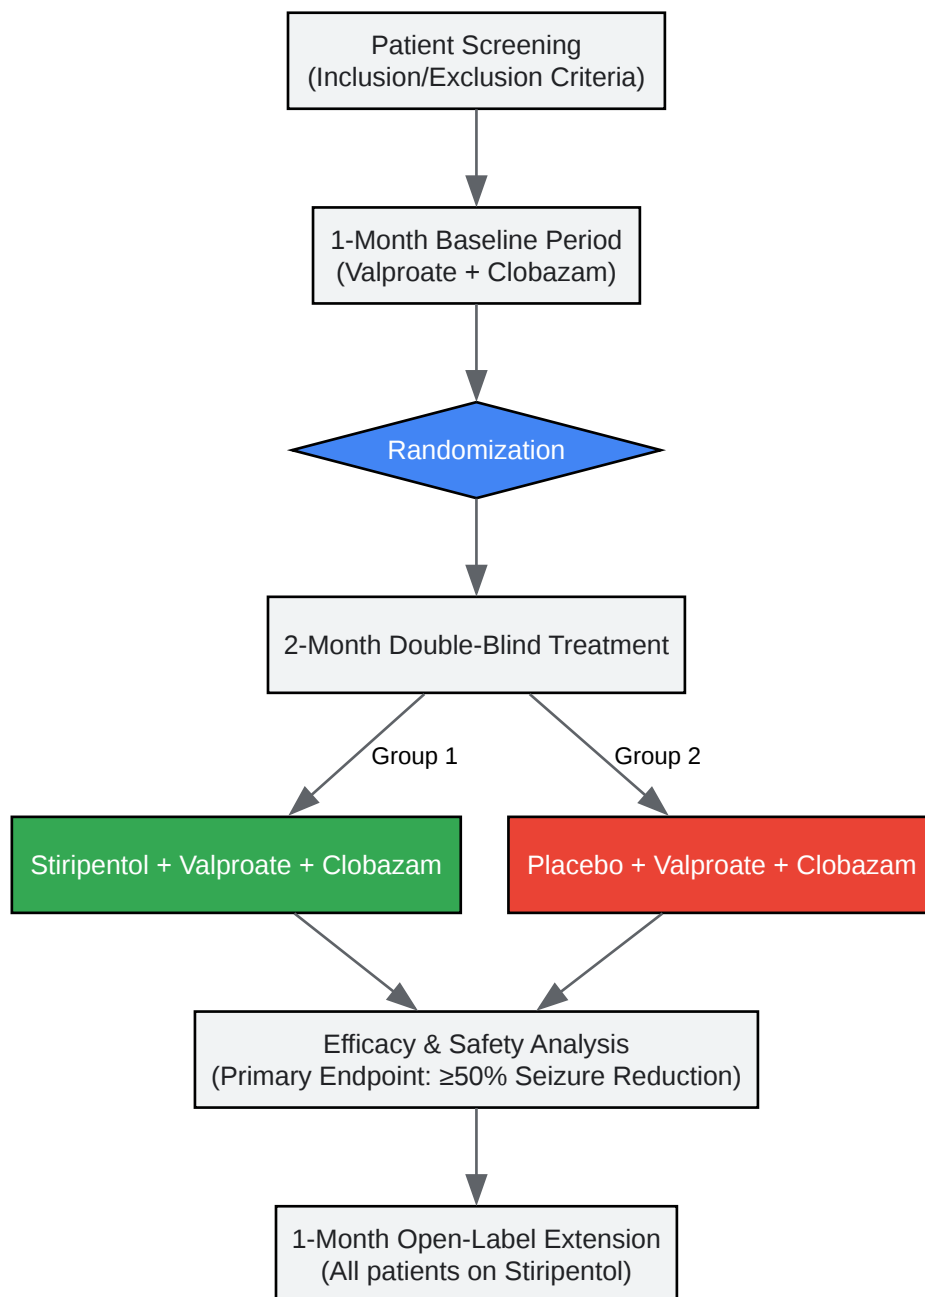 Patient Screening
(Inclusion/Exclusion Criteria)
1-Month Baseline Period
(Valproate + Clobazam)
Randomization
2-Month Double-Blind Treatment
Group 1
Group 2
Stiripentol + Valproate + Clobazam
Placebo + Valproate + Clobazam
Efficacy & Safety Analysis
(Primary Endpoint: ≥50% Seizure Reduction)
1-Month Open-Label Extension
(All patients on Stiripentol)